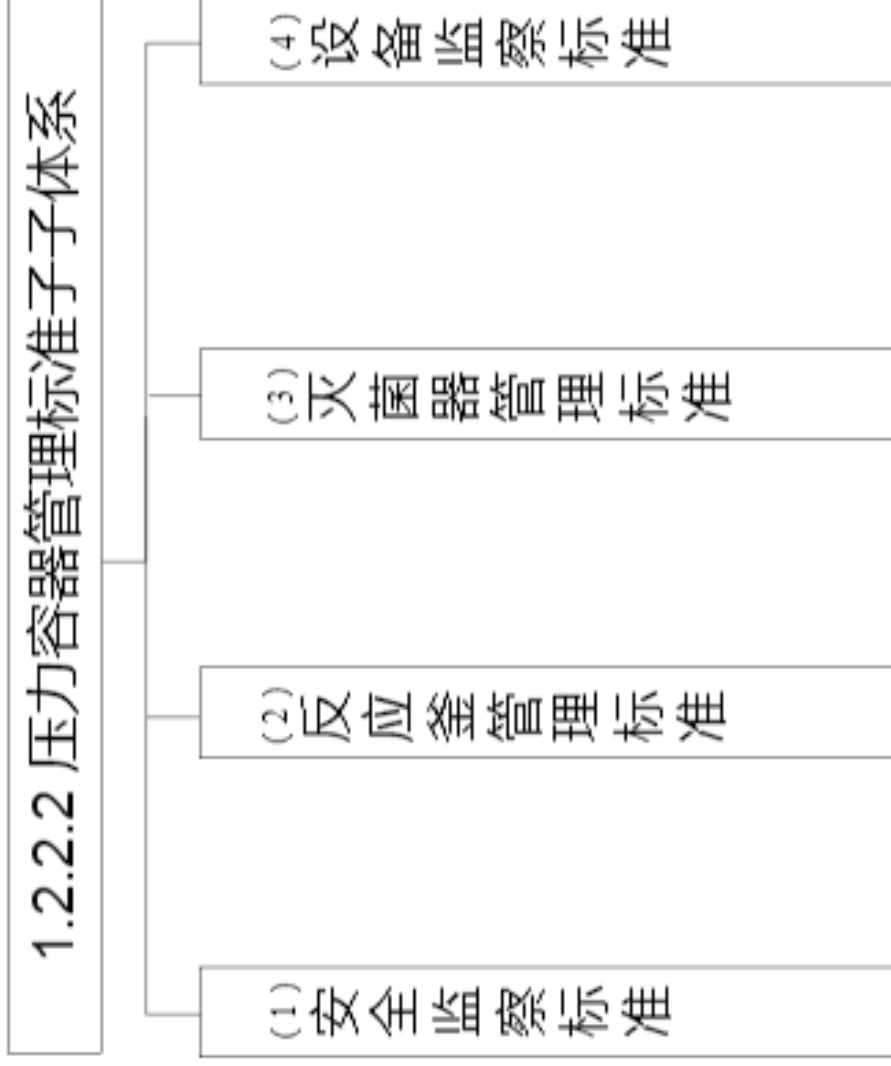 1.2.2.2 压力容器管理标准子子体系
(1)安全监察标准
(2)反应釜管理标准
(3)灭菌器管理标准
(4)设备监察标准